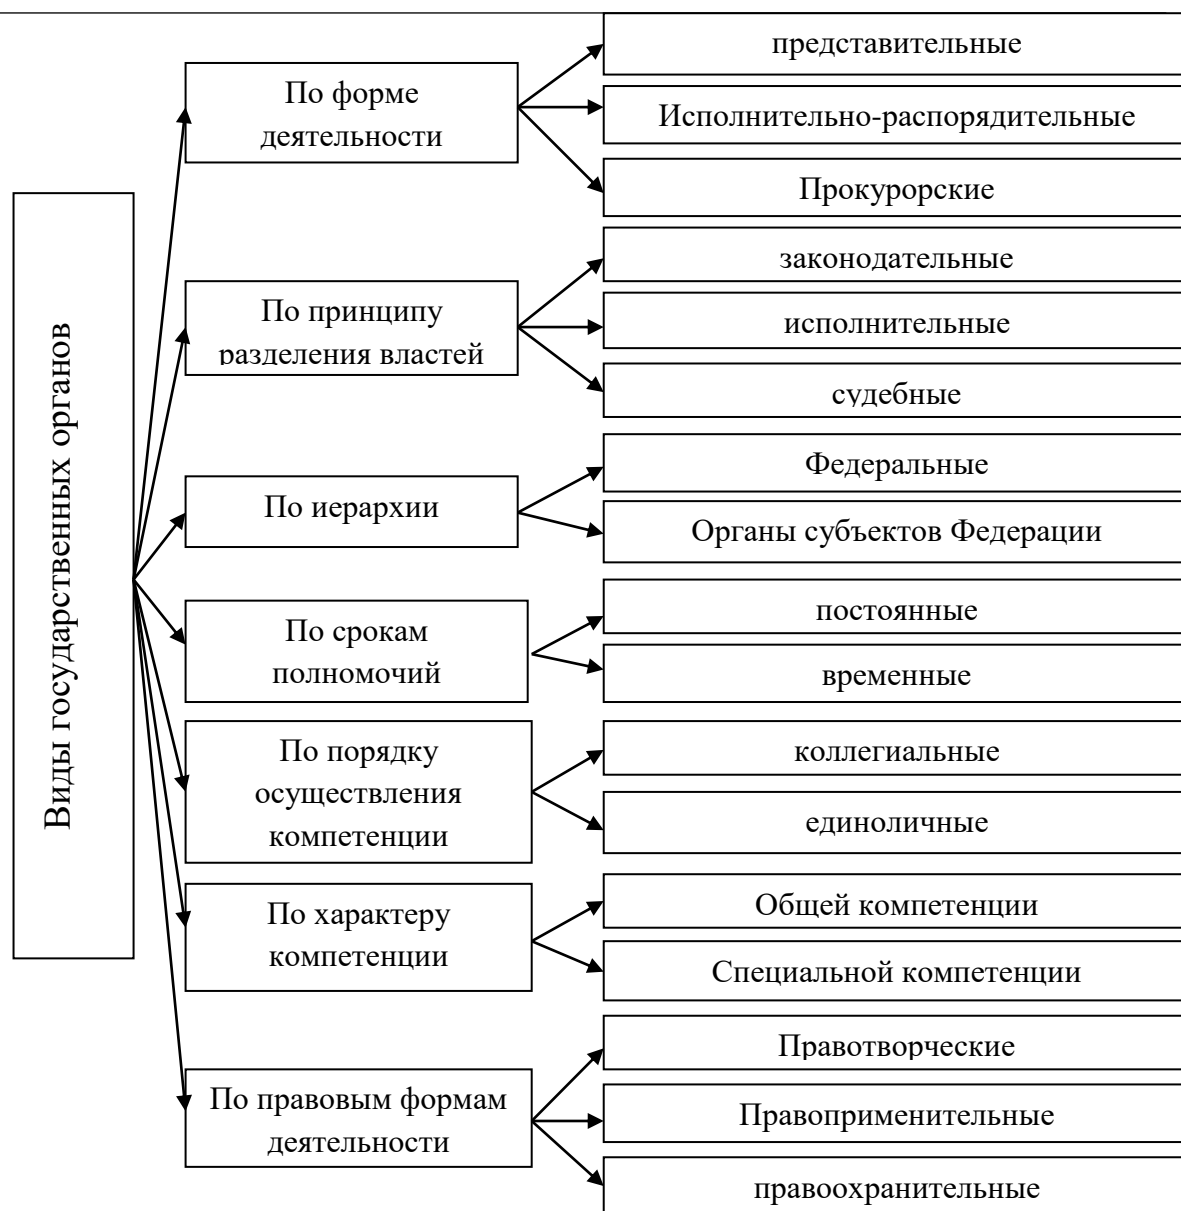 Виды государственных органов
По форме
деятельности
представительные
Исполнительно-распорядительные
Прокурорские
По принципу
разделения властей
законодательные
исполнительные
судебные
По иерархии
Федеральные
Органы субъектов Федерации
По срокам
полномочий
постоянные
временные
По порядку
осуществления
компетенции
коллегиальные
единоличные
По характеру
компетенции
Общей компетенции
Специальной компетенции
По правовым формам
деятельности
Правотворческие
Правоприменительные
правоохранительные